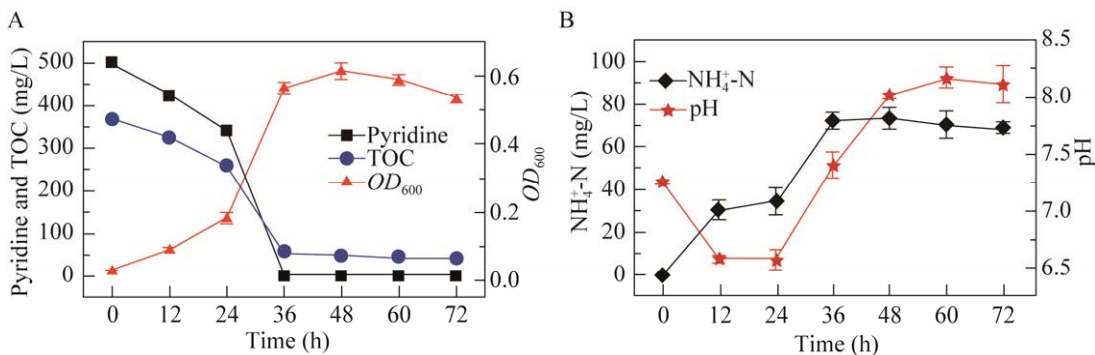 A
Pyridine and TOC (mg/L)
500
400
300
200
100
0
Pyridine
TOC
OD600
0.6
0.4
0.2
0.0
OD600
0 12 24 36 48 60 72
Time (h)
B
NH4+-N (mg/L)
100
80
60
40
20
0
NH4+-N
pH
8.5
8.0
7.5
7.0
6.5
pH
0 12 24 36 48 60 72
Time (h)